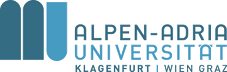 ALPEN-ADRIA
UNIVERSITÄT
KLAGENFURT | WIEN GRAZ